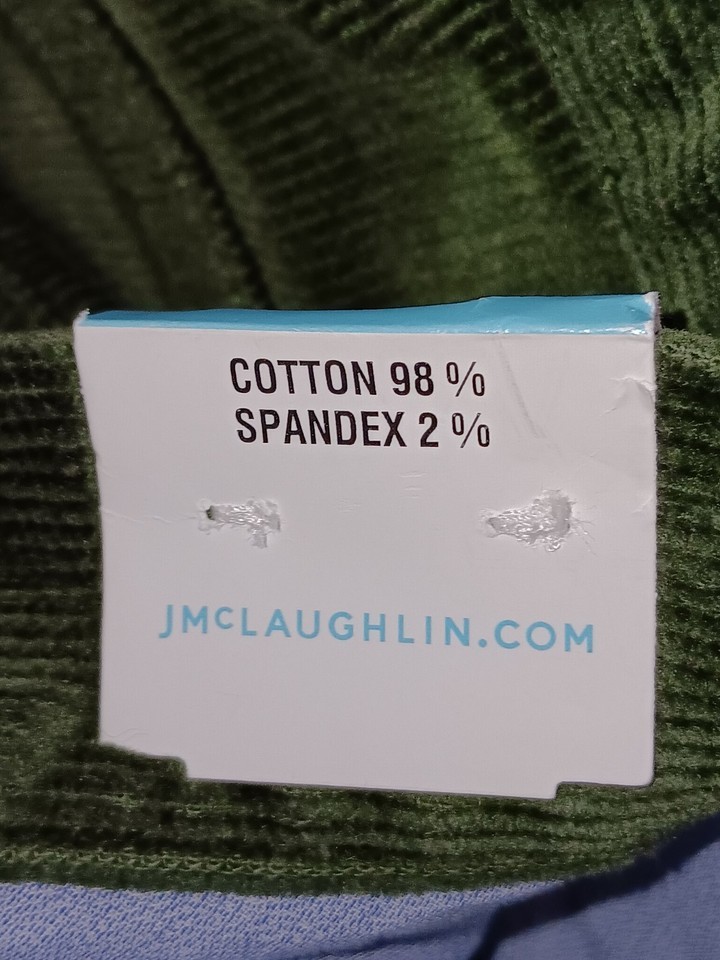 COTTON 98 %
SPANDEX 2 %
JMcLAUGHLIN.COM